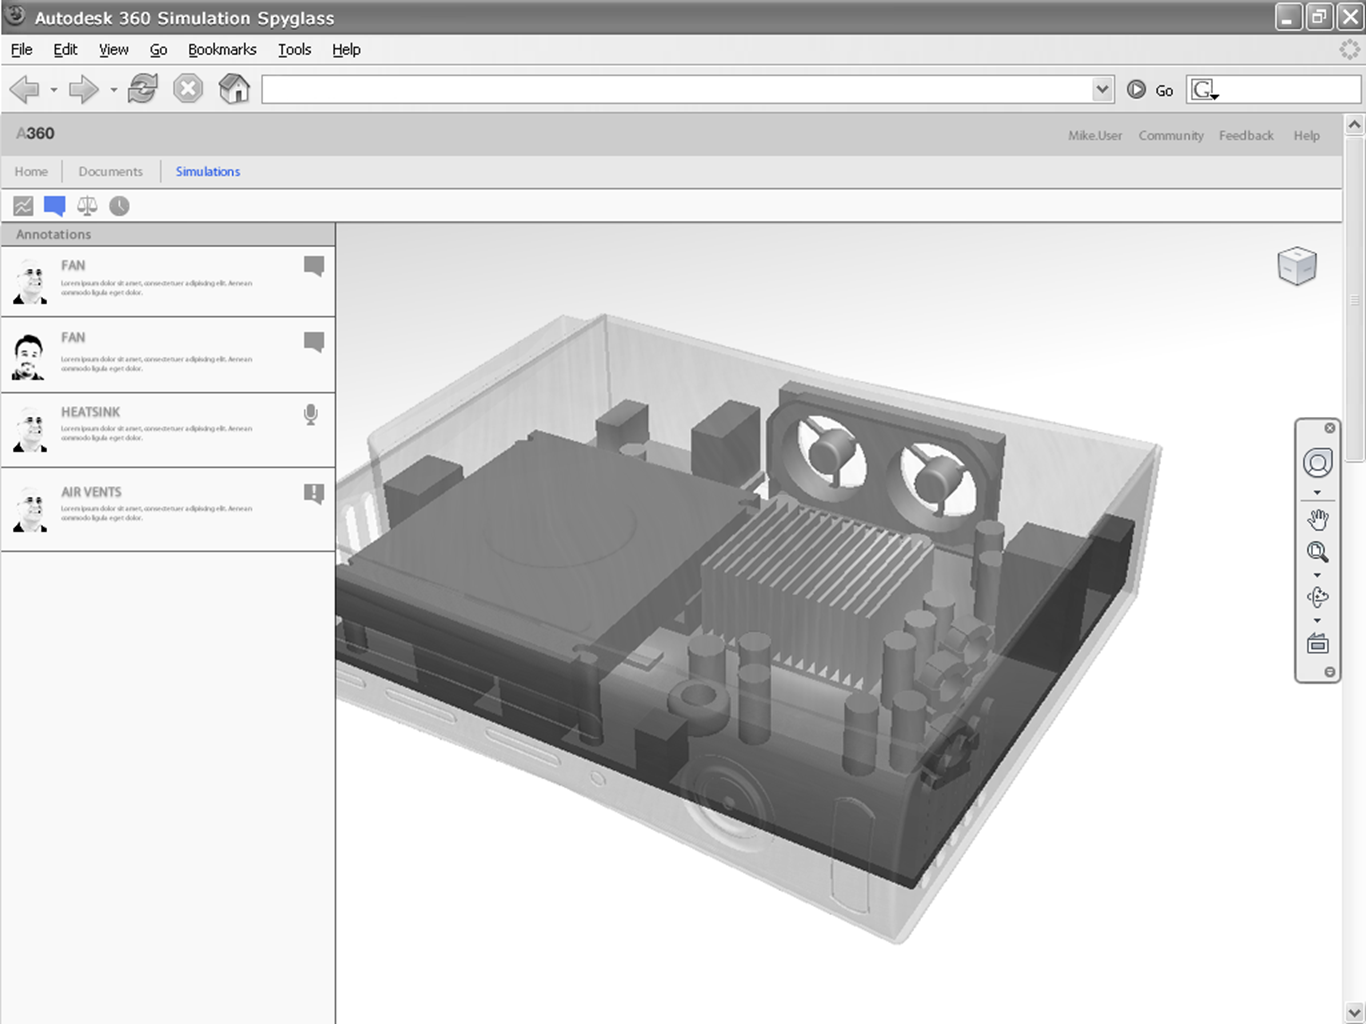 Autodesk 360 Simulation Spyglass
File Edit View Go Bookmarks Tools Help
Go G
A360
Mike.User Community Feedback Help
Home Documents Simulations
Annotations
FAN
Lorem ipsum dolor sit amet, consectetuer adipiscing elit. Aenean
commodo ligula eget dolor.
FAN
Lorem ipsum dolor sit amet, consectetuer adipiscing elit. Aenean
commodo ligula eget dolor.
HEATSINK
Lorem ipsum dolor sit amet, consectetuer adipiscing elit. Aenean
commodo ligula eget dolor.
AIR VENTS
Lorem ipsum dolor sit amet, consectetuer adipiscing elit. Aenean
commodo ligula eget dolor.